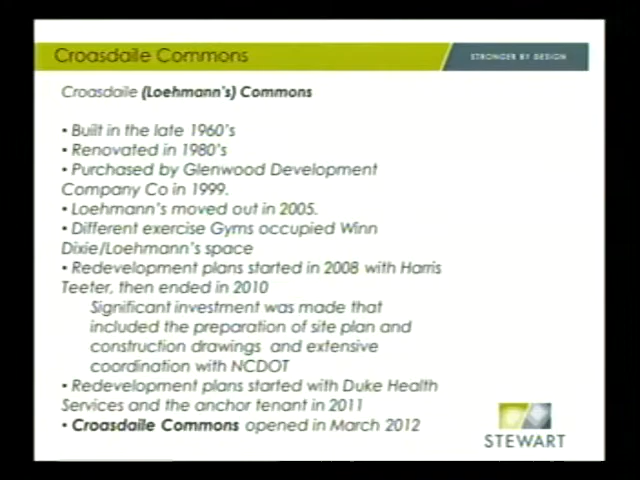 Croasdaile Commons
STRONGER BY DESIGN
Croasdaile (Loehmann's) Commons
• Built in the late 1960's
• Renovated in 1980's
• Purchased by Glenwood Development
Company Co in 1999.
• Loehmann's moved out in 2005.
• Different exercise Gyms occupied Winn
Dixie/Loehmann's space
• Redevelopment plans started in 2008 with Harris
Teeter, then ended in 2010
Significant investment was made that
included the preparation of site plan and
construction drawings and extensive
coordination with NCDOT
• Redevelopment plans started with Duke Health
Services and the anchor tenant in 2011
• Croasdaile Commons opened in March 2012
STEWART